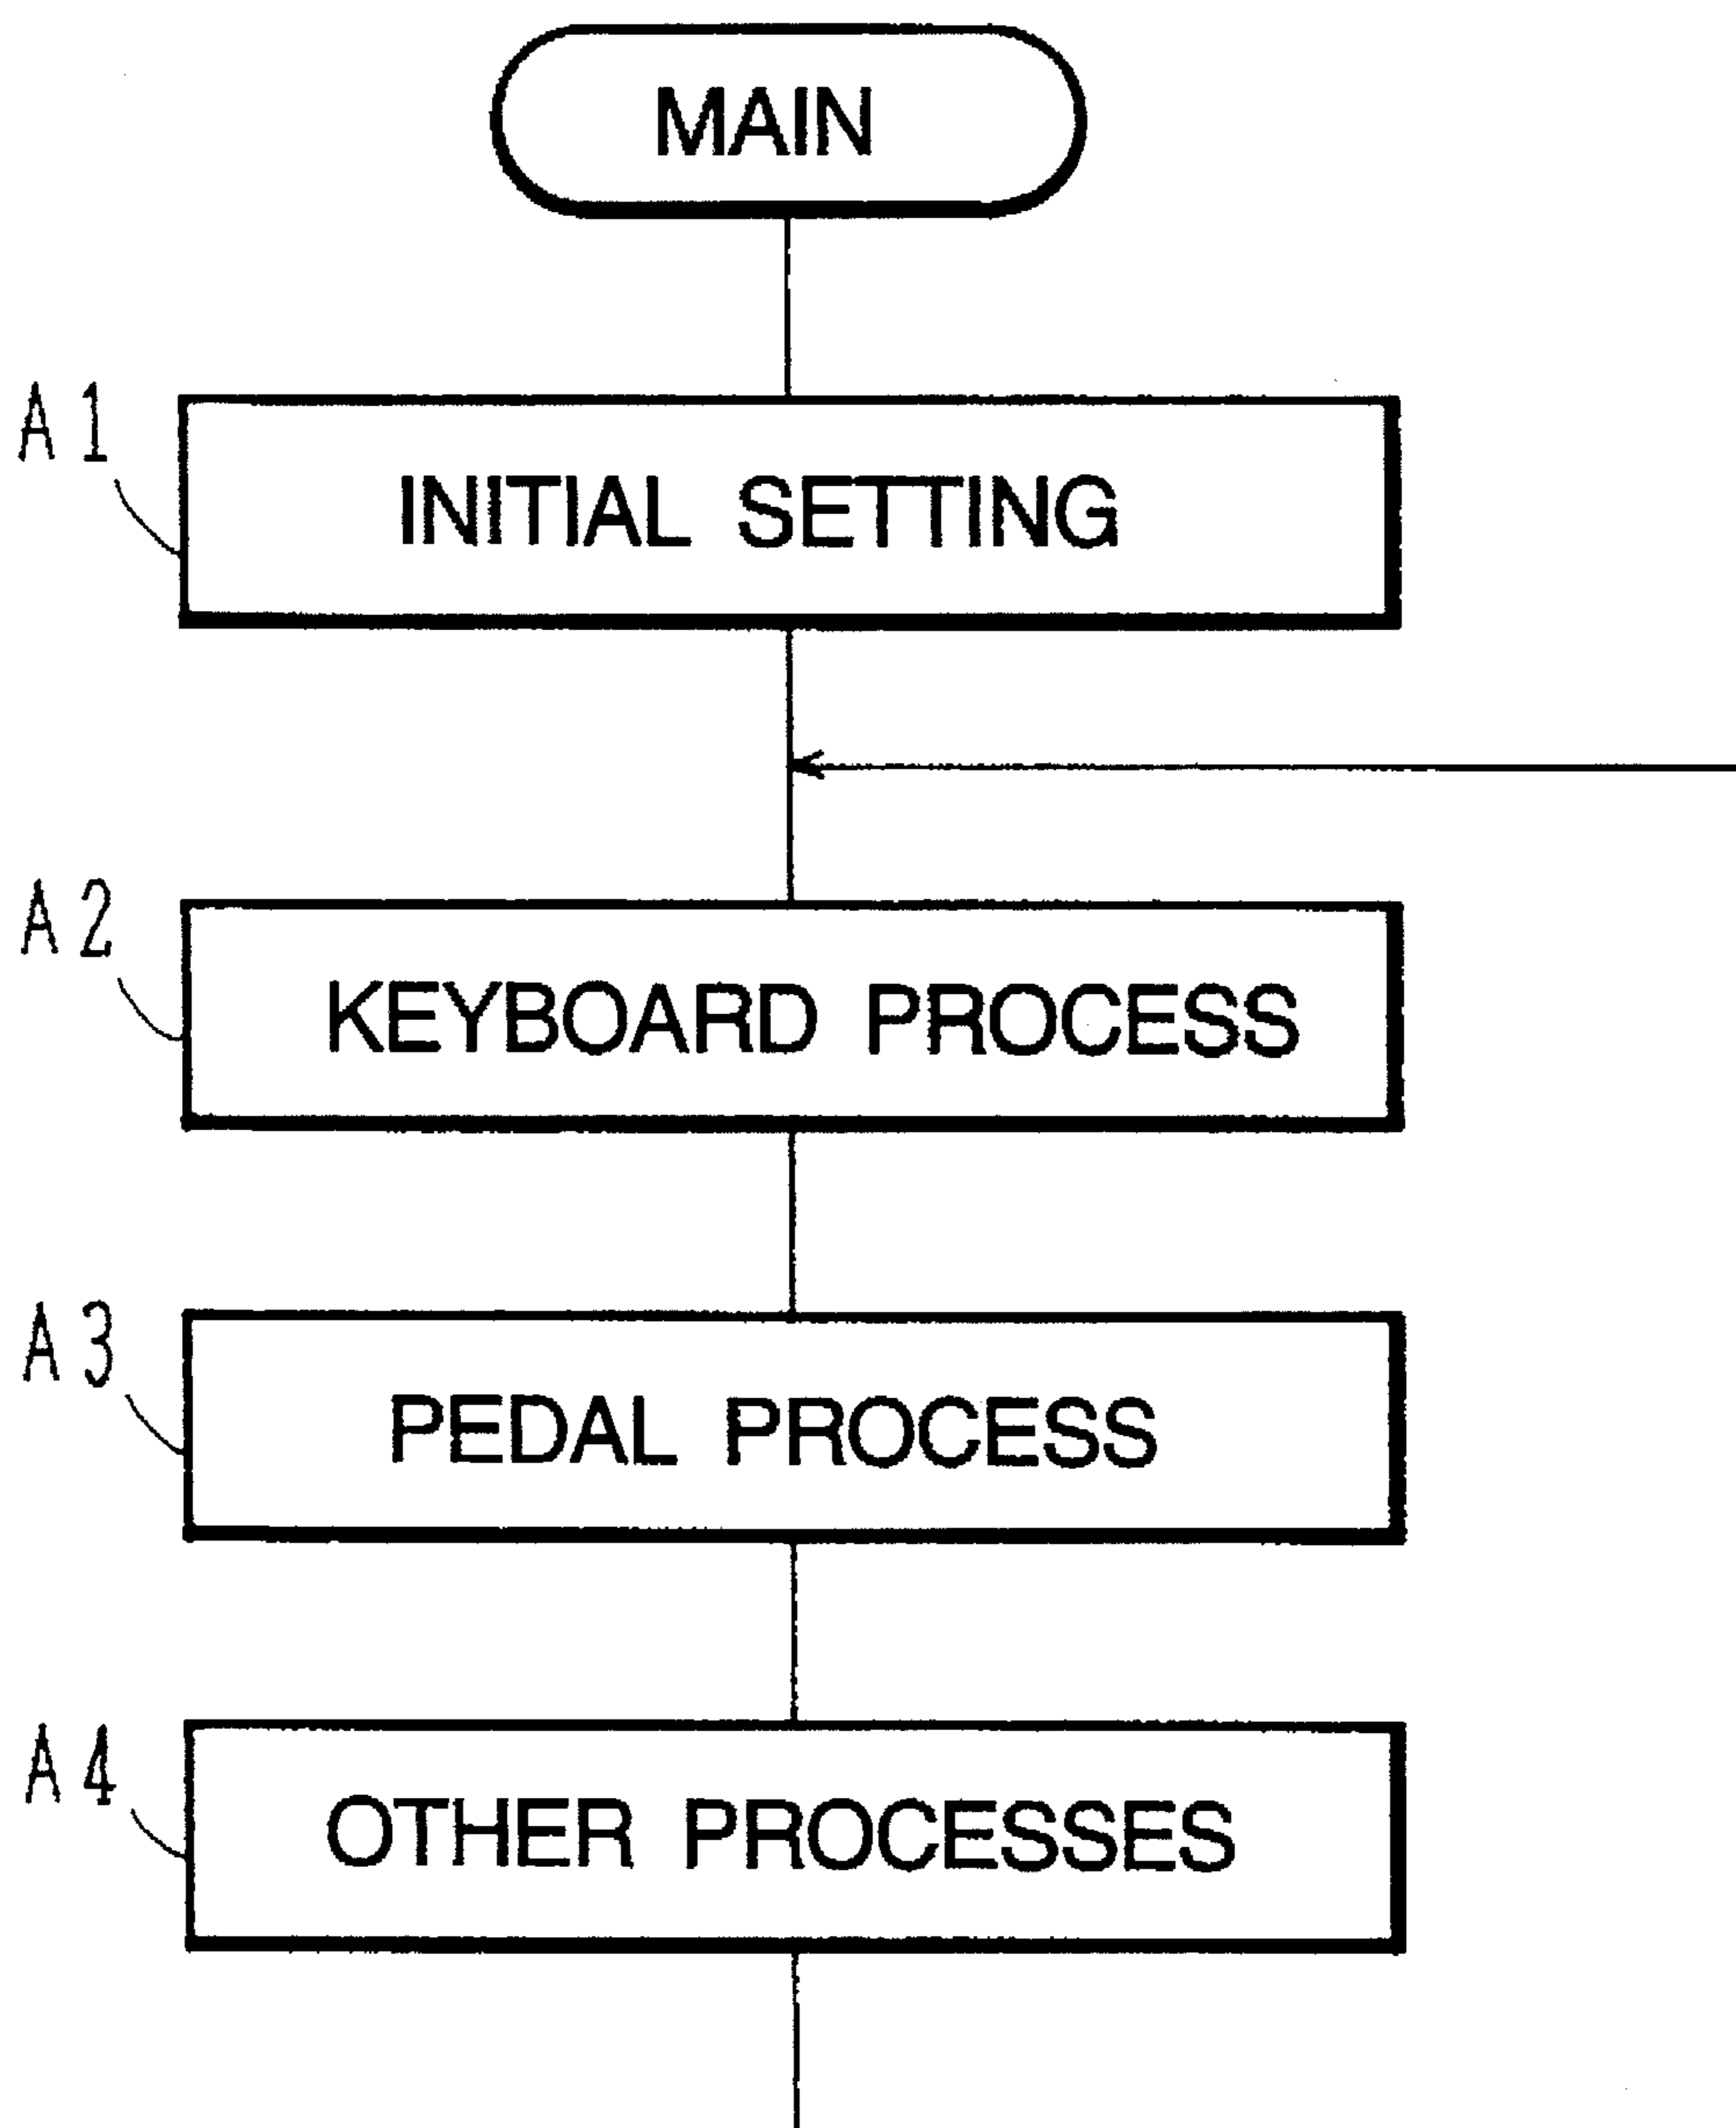 MAIN
A1
INITIAL SETTING
A2
KEYBOARD PROCESS
A3
PEDAL PROCESS
A4
OTHER PROCESSES